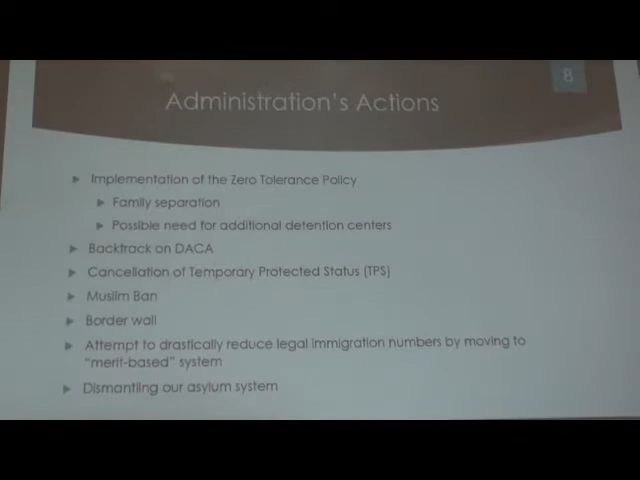 8
Administration's Actions
Implementation of the Zero Tolerance Policy
Family separation
Possible need for additional detention centers
Backtrack on DACA
Cancellation of Temporary Protected Status (TPS)
Muslim Ban
Border wall
Attempt to drastically reduce legal immigration numbers by moving to
"merit-based" system
Dismantling our asylum system